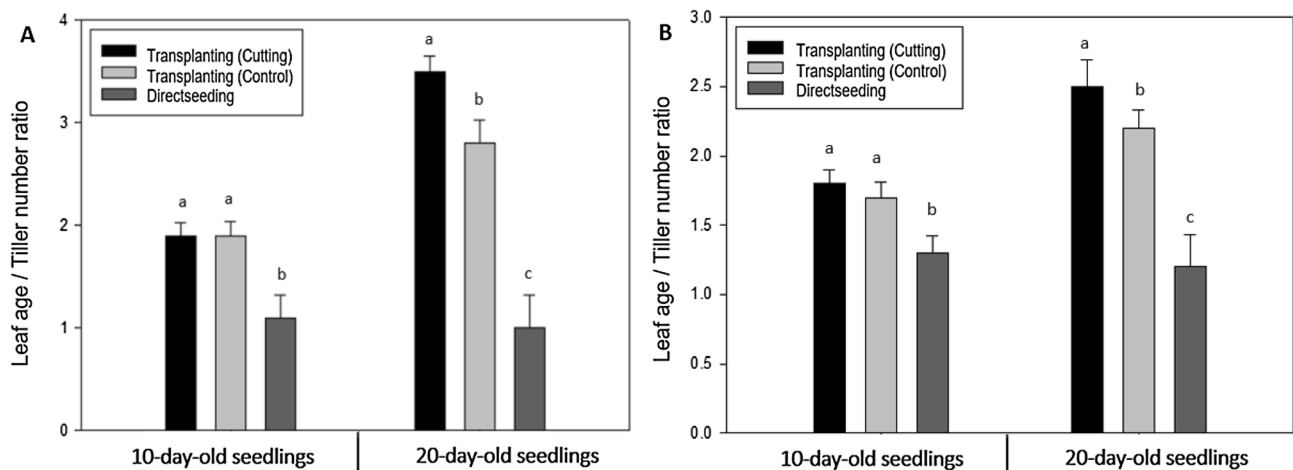 A
Leaf age / Tiller number ratio
4
3
2
1
0
Transplanting (Cutting)
Transplanting (Control)
Directseeding
a
a
b
a
b
c
10-day-old seedlings
20-day-old seedlings
B
Leaf age / Tiller number ratio
3.0
2.5
2.0
1.5
1.0
0.5
0.0
Transplanting (Cutting)
Transplanting (Control)
Directseeding
a
a
b
a
b
c
10-day-old seedlings
20-day-old seedlings